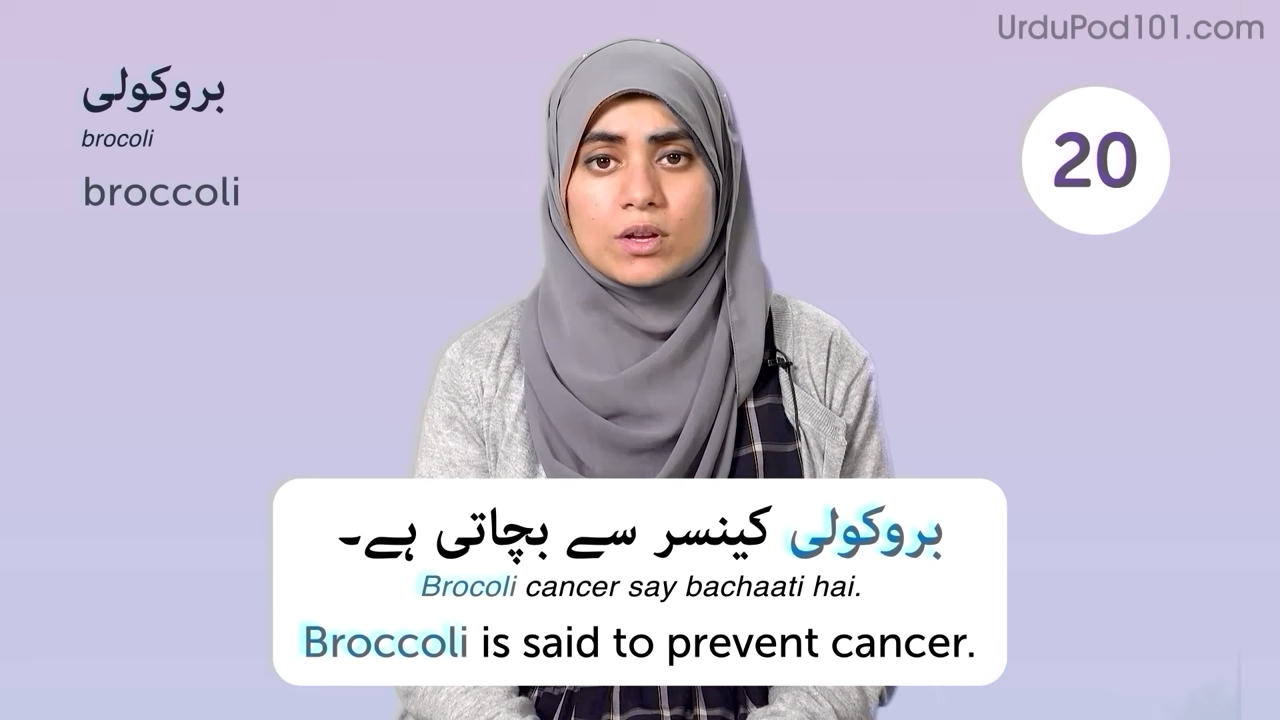 UrduPod101.com
بروکولی
brocoli
broccoli
20
بروکولی کینسر سے بچاتی ہے۔
Brocoli cancer say bachaati hai.
Broccoli is said to prevent cancer.